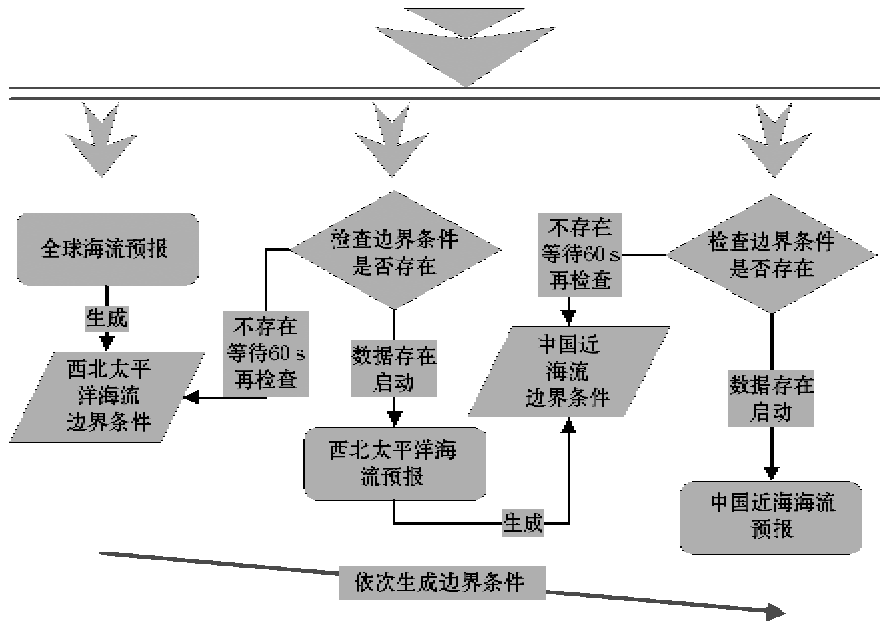 全球海流预报
生成
西北太平
洋海流
边界条件
不存在
等待60 s
再检查
检查边界条件
是否存在
数据存在
启动
西北太平洋海
流预报
生成
不存在
等待60 s
再检查
中国近
海流
边界条件
检查边界条件
是否存在
数据存在
启动
中国近海海流
预报
依次生成边界条件